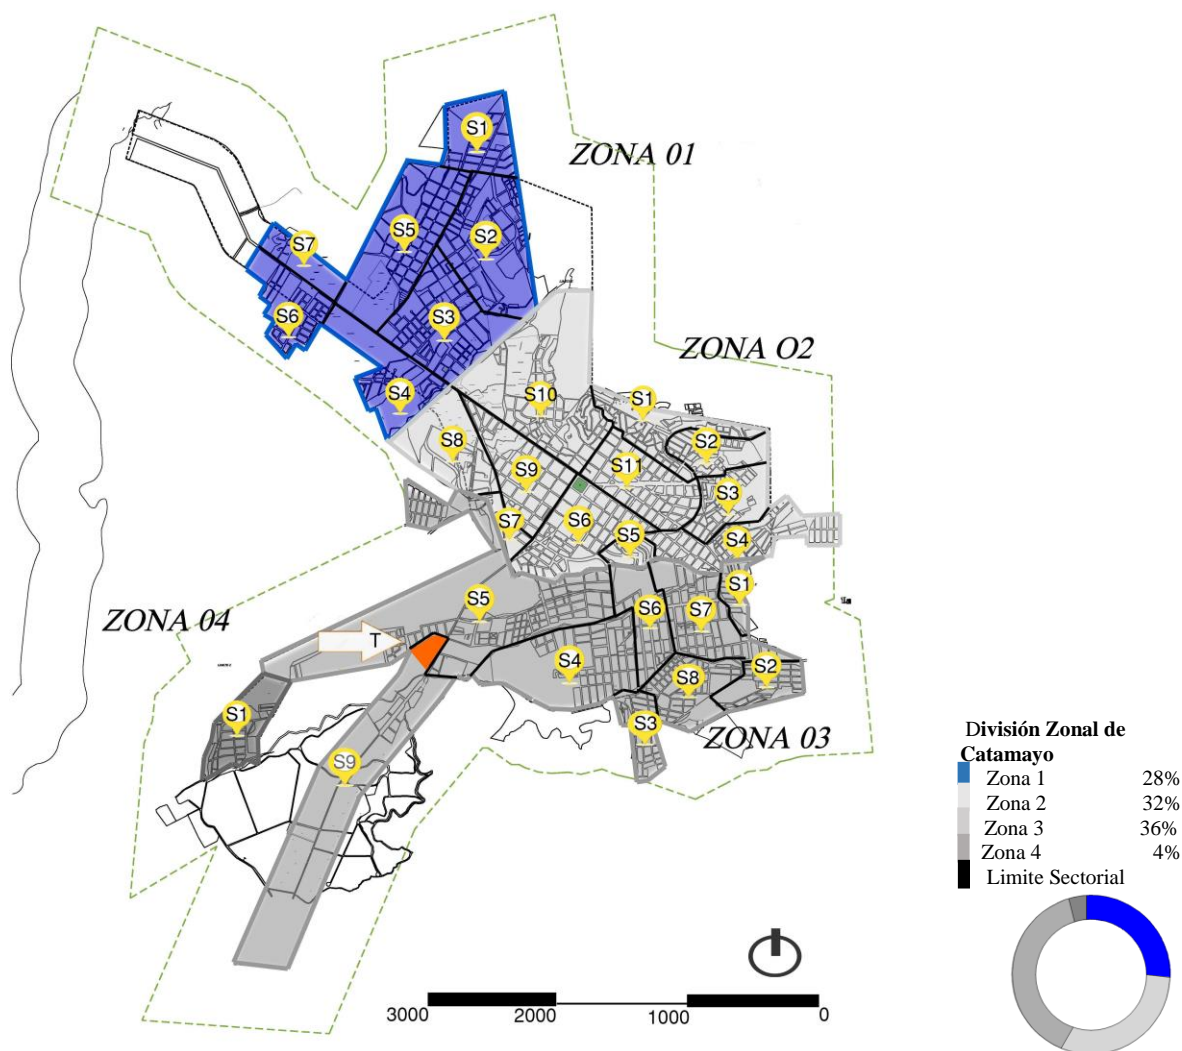 S1
ZONA 01
S5
S2
S7
S6
S3
S4
ZONA O2
S10
S1
S8
S2
S9
S11
S3
S7
S6
S5
S4
S1
S5
S6
S7
ZONA 04
T
S4
S8
S2
S1
S3
ZONA 03
S9
División Zonal de
Catamayo
Zona 1 28%
Zona 2 32%
Zona 3 36%
Zona 4 4%
Limite Sectorial
3000 2000 1000 0